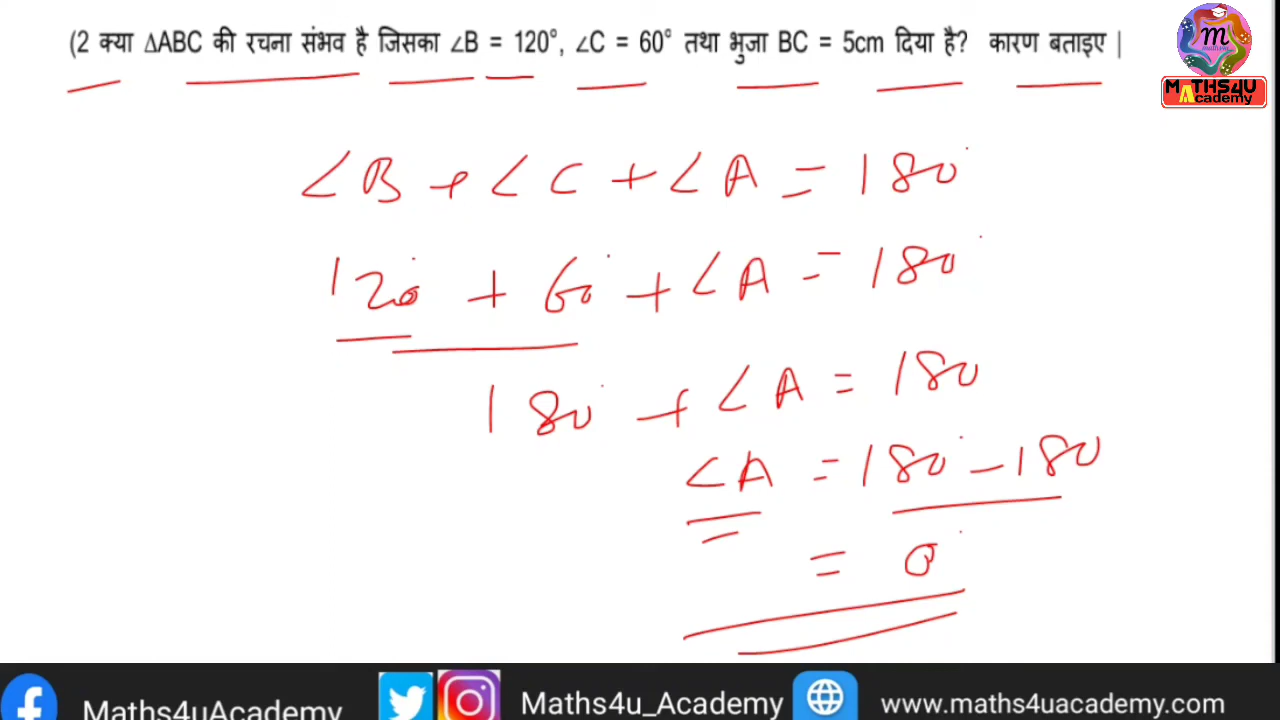 (2 क्या ΔABC की रचना संभव है जिसका ∠B = 120°, ∠C = 60° तथा भुजा BC = 5cm दिया है? कारण बताइए |
m
MATHS4U
Academy
∠B + ∠C + ∠A = 180°
120° + 60° + ∠A = 180°
180° + ∠A = 180
∠A = 180° - 180
= 0°
Maths4u_Academy
Maths4u_Academy
www.maths4uacademy.com